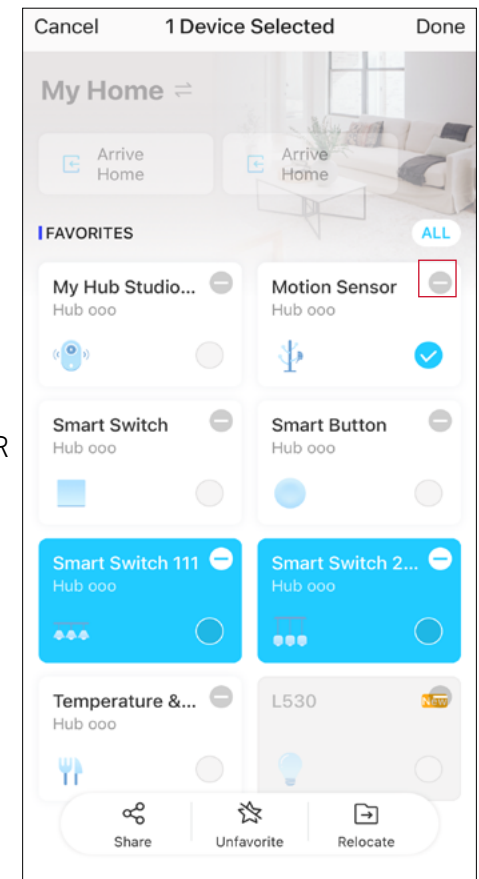 Cancel 1 Device Selected Done
My Home
Arrive Home
Arrive Home
FAVORITES ALL
My Hub Studio...
Hub ooo
Motion Sensor
Hub ooo
R
Smart Switch
Hub ooo
Smart Button
Hub ooo
Smart Switch 111
Hub ooo
Smart Switch 2...
Hub ooo
Temperature &...
Hub ooo
L530
New
Share Unfavorite Relocate